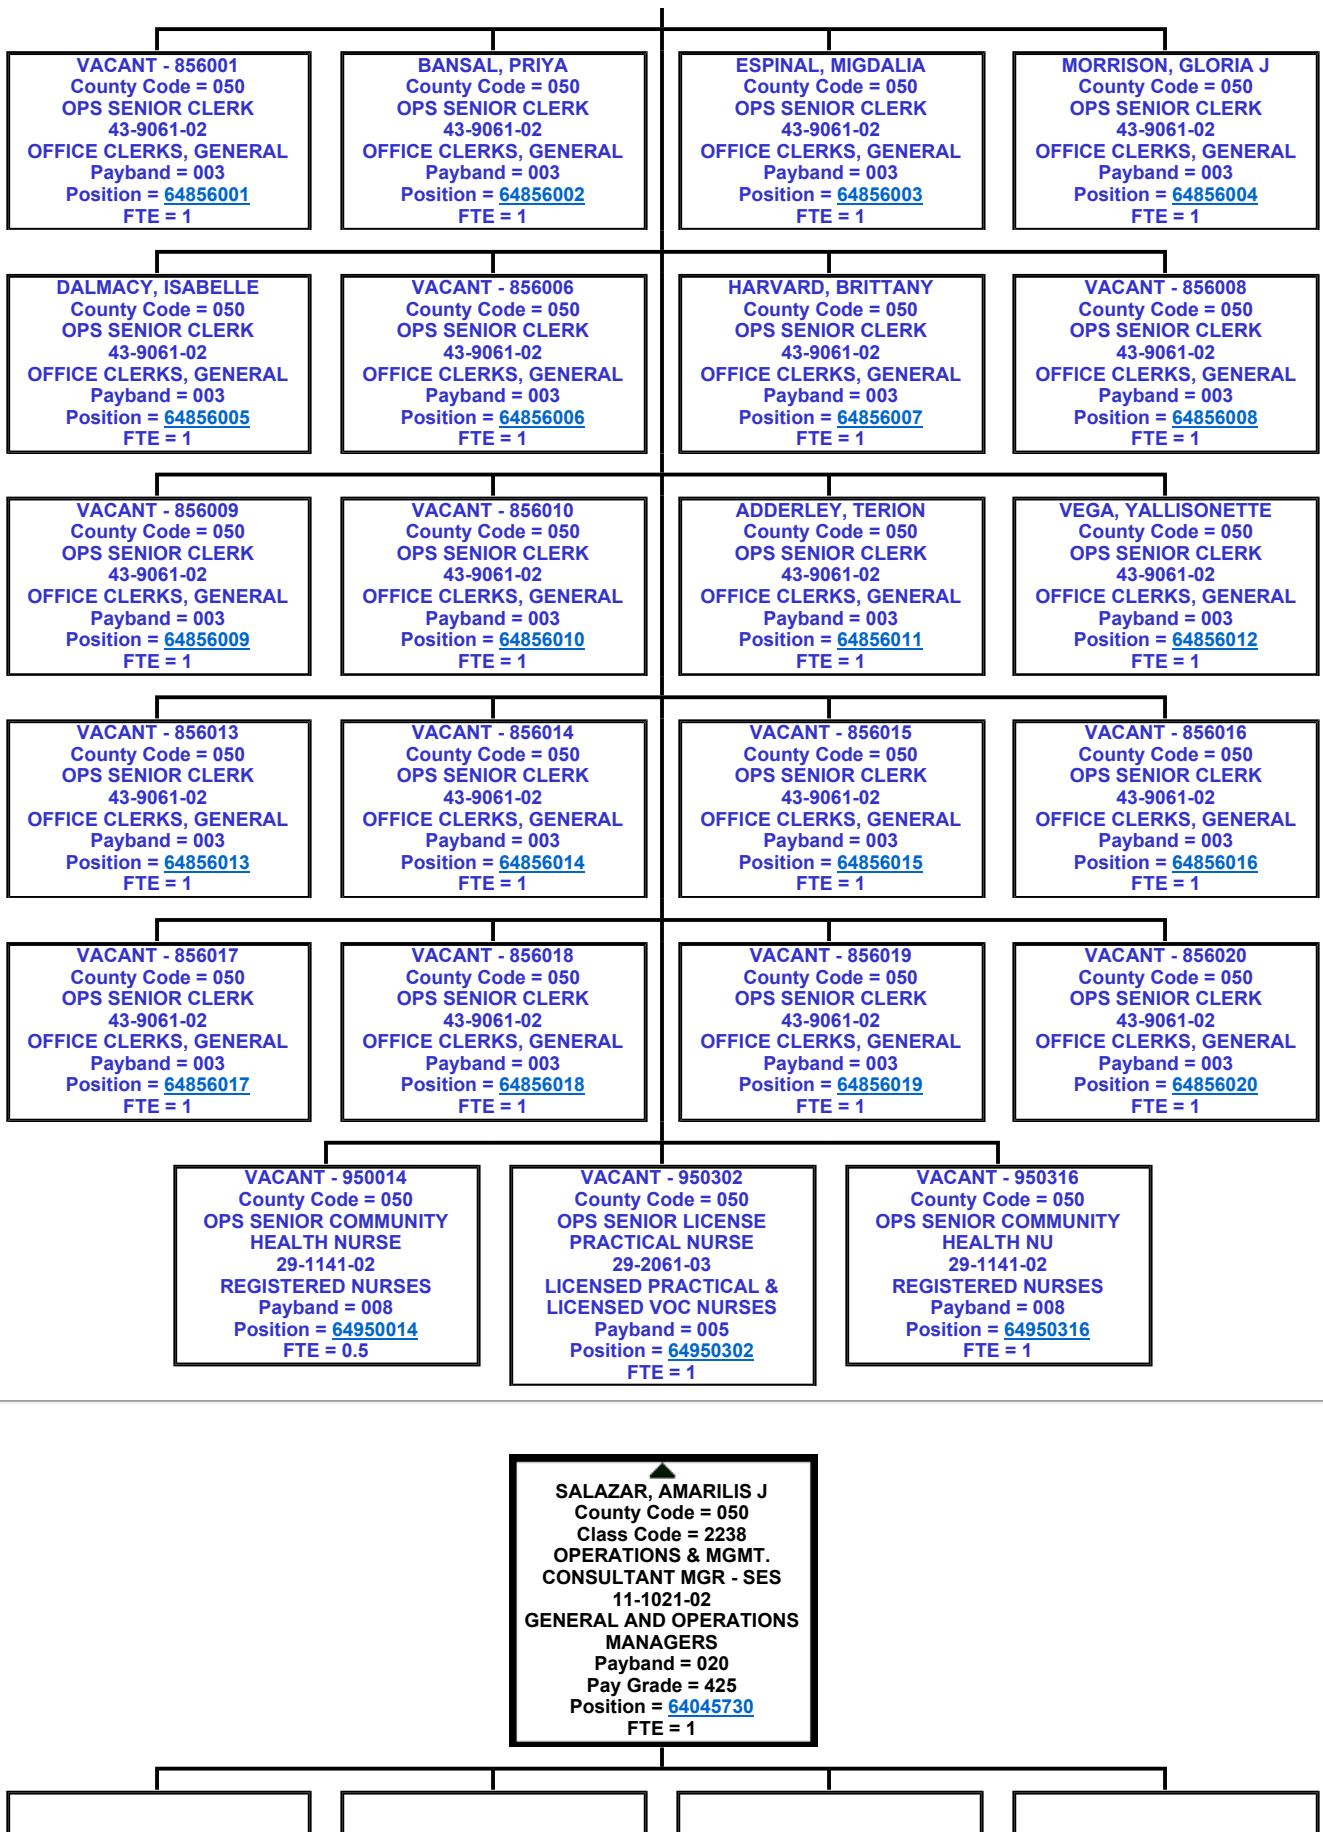 VACANT - 856001
County Code = 050
OPS SENIOR CLERK
43-9061-02
OFFICE CLERKS, GENERAL
Payband = 003
Position = 64856001
FTE = 1
BANSAL, PRIYA
County Code = 050
OPS SENIOR CLERK
43-9061-02
OFFICE CLERKS, GENERAL
Payband = 003
Position = 64856002
FTE = 1
ESPINAL, MIGDALIA
County Code = 050
OPS SENIOR CLERK
43-9061-02
OFFICE CLERKS, GENERAL
Payband = 003
Position = 64856003
FTE = 1
MORRISON, GLORIA J
County Code = 050
OPS SENIOR CLERK
43-9061-02
OFFICE CLERKS, GENERAL
Payband = 003
Position = 64856004
FTE = 1
DALMACY, ISABELLE
County Code = 050
OPS SENIOR CLERK
43-9061-02
OFFICE CLERKS, GENERAL
Payband = 003
Position = 64856005
FTE = 1
VACANT - 856006
County Code = 050
OPS SENIOR CLERK
43-9061-02
OFFICE CLERKS, GENERAL
Payband = 003
Position = 64856006
FTE = 1
HARVARD, BRITTANY
County Code = 050
OPS SENIOR CLERK
43-9061-02
OFFICE CLERKS, GENERAL
Payband = 003
Position = 64856007
FTE = 1
VACANT - 856008
County Code = 050
OPS SENIOR CLERK
43-9061-02
OFFICE CLERKS, GENERAL
Payband = 003
Position = 64856008
FTE = 1
VACANT - 856009
County Code = 050
OPS SENIOR CLERK
43-9061-02
OFFICE CLERKS, GENERAL
Payband = 003
Position = 64856009
FTE = 1
VACANT - 856010
County Code = 050
OPS SENIOR CLERK
43-9061-02
OFFICE CLERKS, GENERAL
Payband = 003
Position = 64856010
FTE = 1
ADDERLEY, TERION
County Code = 050
OPS SENIOR CLERK
43-9061-02
OFFICE CLERKS, GENERAL
Payband = 003
Position = 64856011
FTE = 1
VEGA, YALLISONETTE
County Code = 050
OPS SENIOR CLERK
43-9061-02
OFFICE CLERKS, GENERAL
Payband = 003
Position = 64856012
FTE = 1
VACANT - 856013
County Code = 050
OPS SENIOR CLERK
43-9061-02
OFFICE CLERKS, GENERAL
Payband = 003
Position = 64856013
FTE = 1
VACANT - 856014
County Code = 050
OPS SENIOR CLERK
43-9061-02
OFFICE CLERKS, GENERAL
Payband = 003
Position = 64856014
FTE = 1
VACANT - 856015
County Code = 050
OPS SENIOR CLERK
43-9061-02
OFFICE CLERKS, GENERAL
Payband = 003
Position = 64856015
FTE = 1
VACANT - 856016
County Code = 050
OPS SENIOR CLERK
43-9061-02
OFFICE CLERKS, GENERAL
Payband = 003
Position = 64856016
FTE = 1
VACANT - 856017
County Code = 050
OPS SENIOR CLERK
43-9061-02
OFFICE CLERKS, GENERAL
Payband = 003
Position = 64856017
FTE = 1
VACANT - 856018
County Code = 050
OPS SENIOR CLERK
43-9061-02
OFFICE CLERKS, GENERAL
Payband = 003
Position = 64856018
FTE = 1
VACANT - 856019
County Code = 050
OPS SENIOR CLERK
43-9061-02
OFFICE CLERKS, GENERAL
Payband = 003
Position = 64856019
FTE = 1
VACANT - 856020
County Code = 050
OPS SENIOR CLERK
43-9061-02
OFFICE CLERKS, GENERAL
Payband = 003
Position = 64856020
FTE = 1
VACANT - 950014
County Code = 050
OPS SENIOR COMMUNITY
HEALTH NURSE
29-1141-02
REGISTERED NURSES
Payband = 008
Position = 64950014
FTE = 0.5
VACANT - 950302
County Code = 050
OPS SENIOR LICENSE
PRACTICAL NURSE
29-2061-03
LICENSED PRACTICAL &
LICENSED VOC NURSES
Payband = 005
Position = 64950302
FTE = 1
VACANT - 950316
County Code = 050
OPS SENIOR COMMUNITY
HEALTH NU
29-1141-02
REGISTERED NURSES
Payband = 008
Position = 64950316
FTE = 1
SALAZAR, AMARILIS J
County Code = 050
Class Code = 2238
OPERATIONS & MGMT.
CONSULTANT MGR - SES
11-1021-02
GENERAL AND OPERATIONS
MANAGERS
Payband = 020
Pay Grade = 425
Position = 64045730
FTE = 1